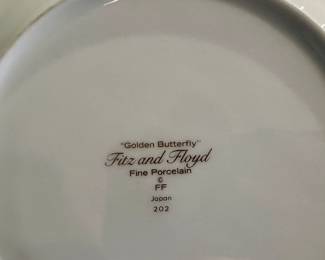 "Golden Butterfly"
Fitz and Floyd
Fine Porcelain
©
FF
Japan
202